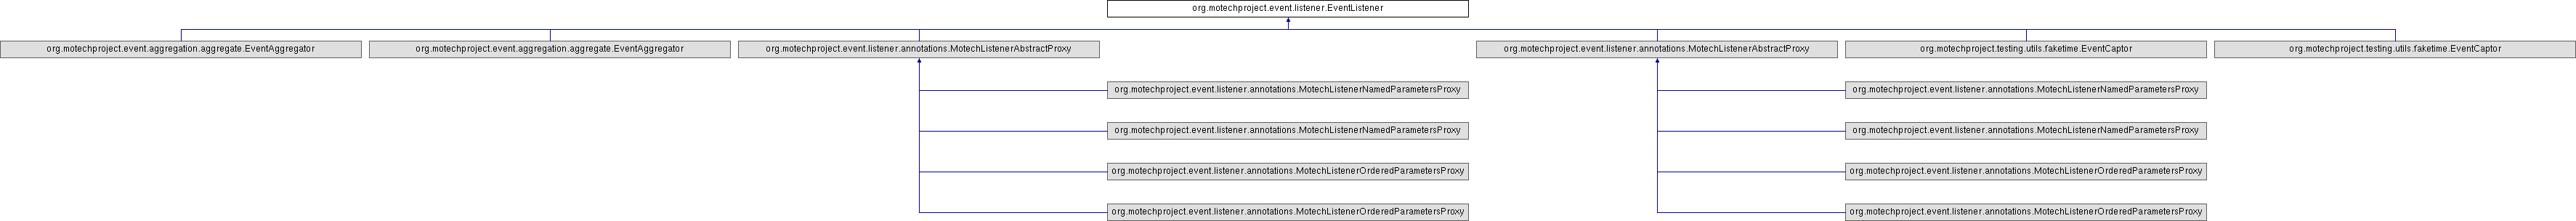 org.motechproject.event.listener.EventListener
org.motechproject.event.aggregation.aggregate.EventAggregator
org.motechproject.event.aggregation.aggregate.EventAggregator
org.motechproject.event.listener.annotations.MotechListenerAbstractProxy
org.motechproject.event.listener.annotations.MotechListenerAbstractProxy
org.motechproject.testing.utils.faketime.EventCaptor
org.motechproject.testing.utils.faketime.EventCaptor
org.motechproject.event.listener.annotations.MotechListenerNamedParametersProxy
org.motechproject.event.listener.annotations.MotechListenerNamedParametersProxy
org.motechproject.event.listener.annotations.MotechListenerNamedParametersProxy
org.motechproject.event.listener.annotations.MotechListenerNamedParametersProxy
org.motechproject.event.listener.annotations.MotechListenerOrderedParametersProxy
org.motechproject.event.listener.annotations.MotechListenerOrderedParametersProxy
org.motechproject.event.listener.annotations.MotechListenerOrderedParametersProxy
org.motechproject.event.listener.annotations.MotechListenerOrderedParametersProxy